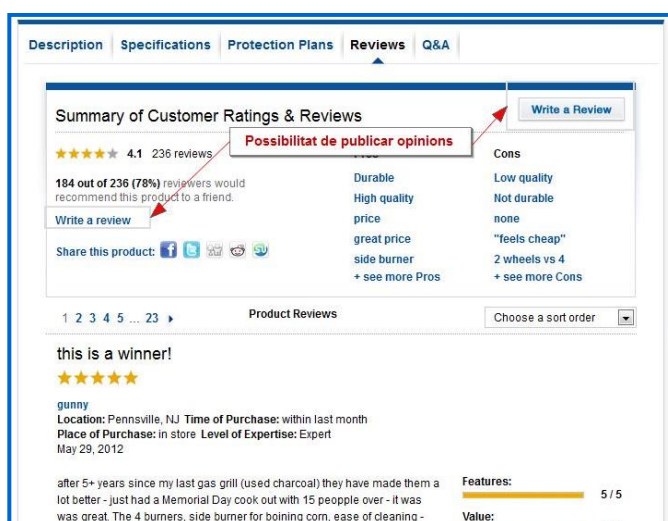 Description Specifications Protection Plans Reviews Q&A
Write a Review
Summary of Customer Ratings & Reviews
Possibilitat de publicar opinions
4.1 236 reviews
184 out of 236 (78%) reviewers would
recommend this product to a friend.
Write a review
Share this product:
Durable
High quality
price
great price
side burner
+ see more Pros
Cons
Low quality
Not durable
none
"feels cheap"
2 wheels vs 4
+ see more Cons
1 2 3 4 5 ... 23
Product Reviews
Choose a sort order
this is a winner!
gunny
Location: Pennsville, NJ Time of Purchase: within last month
Place of Purchase: in store Level of Expertise: Expert
May 29, 2012
after 5+ years since my last gas grill (used charcoal) they have made them a
lot better - just had a Memorial Day cook out with 15 peopple over - it was
was great. The 4 burners, side burner for boining corn, ease of cleaning -
Features:
5 / 5
Value: